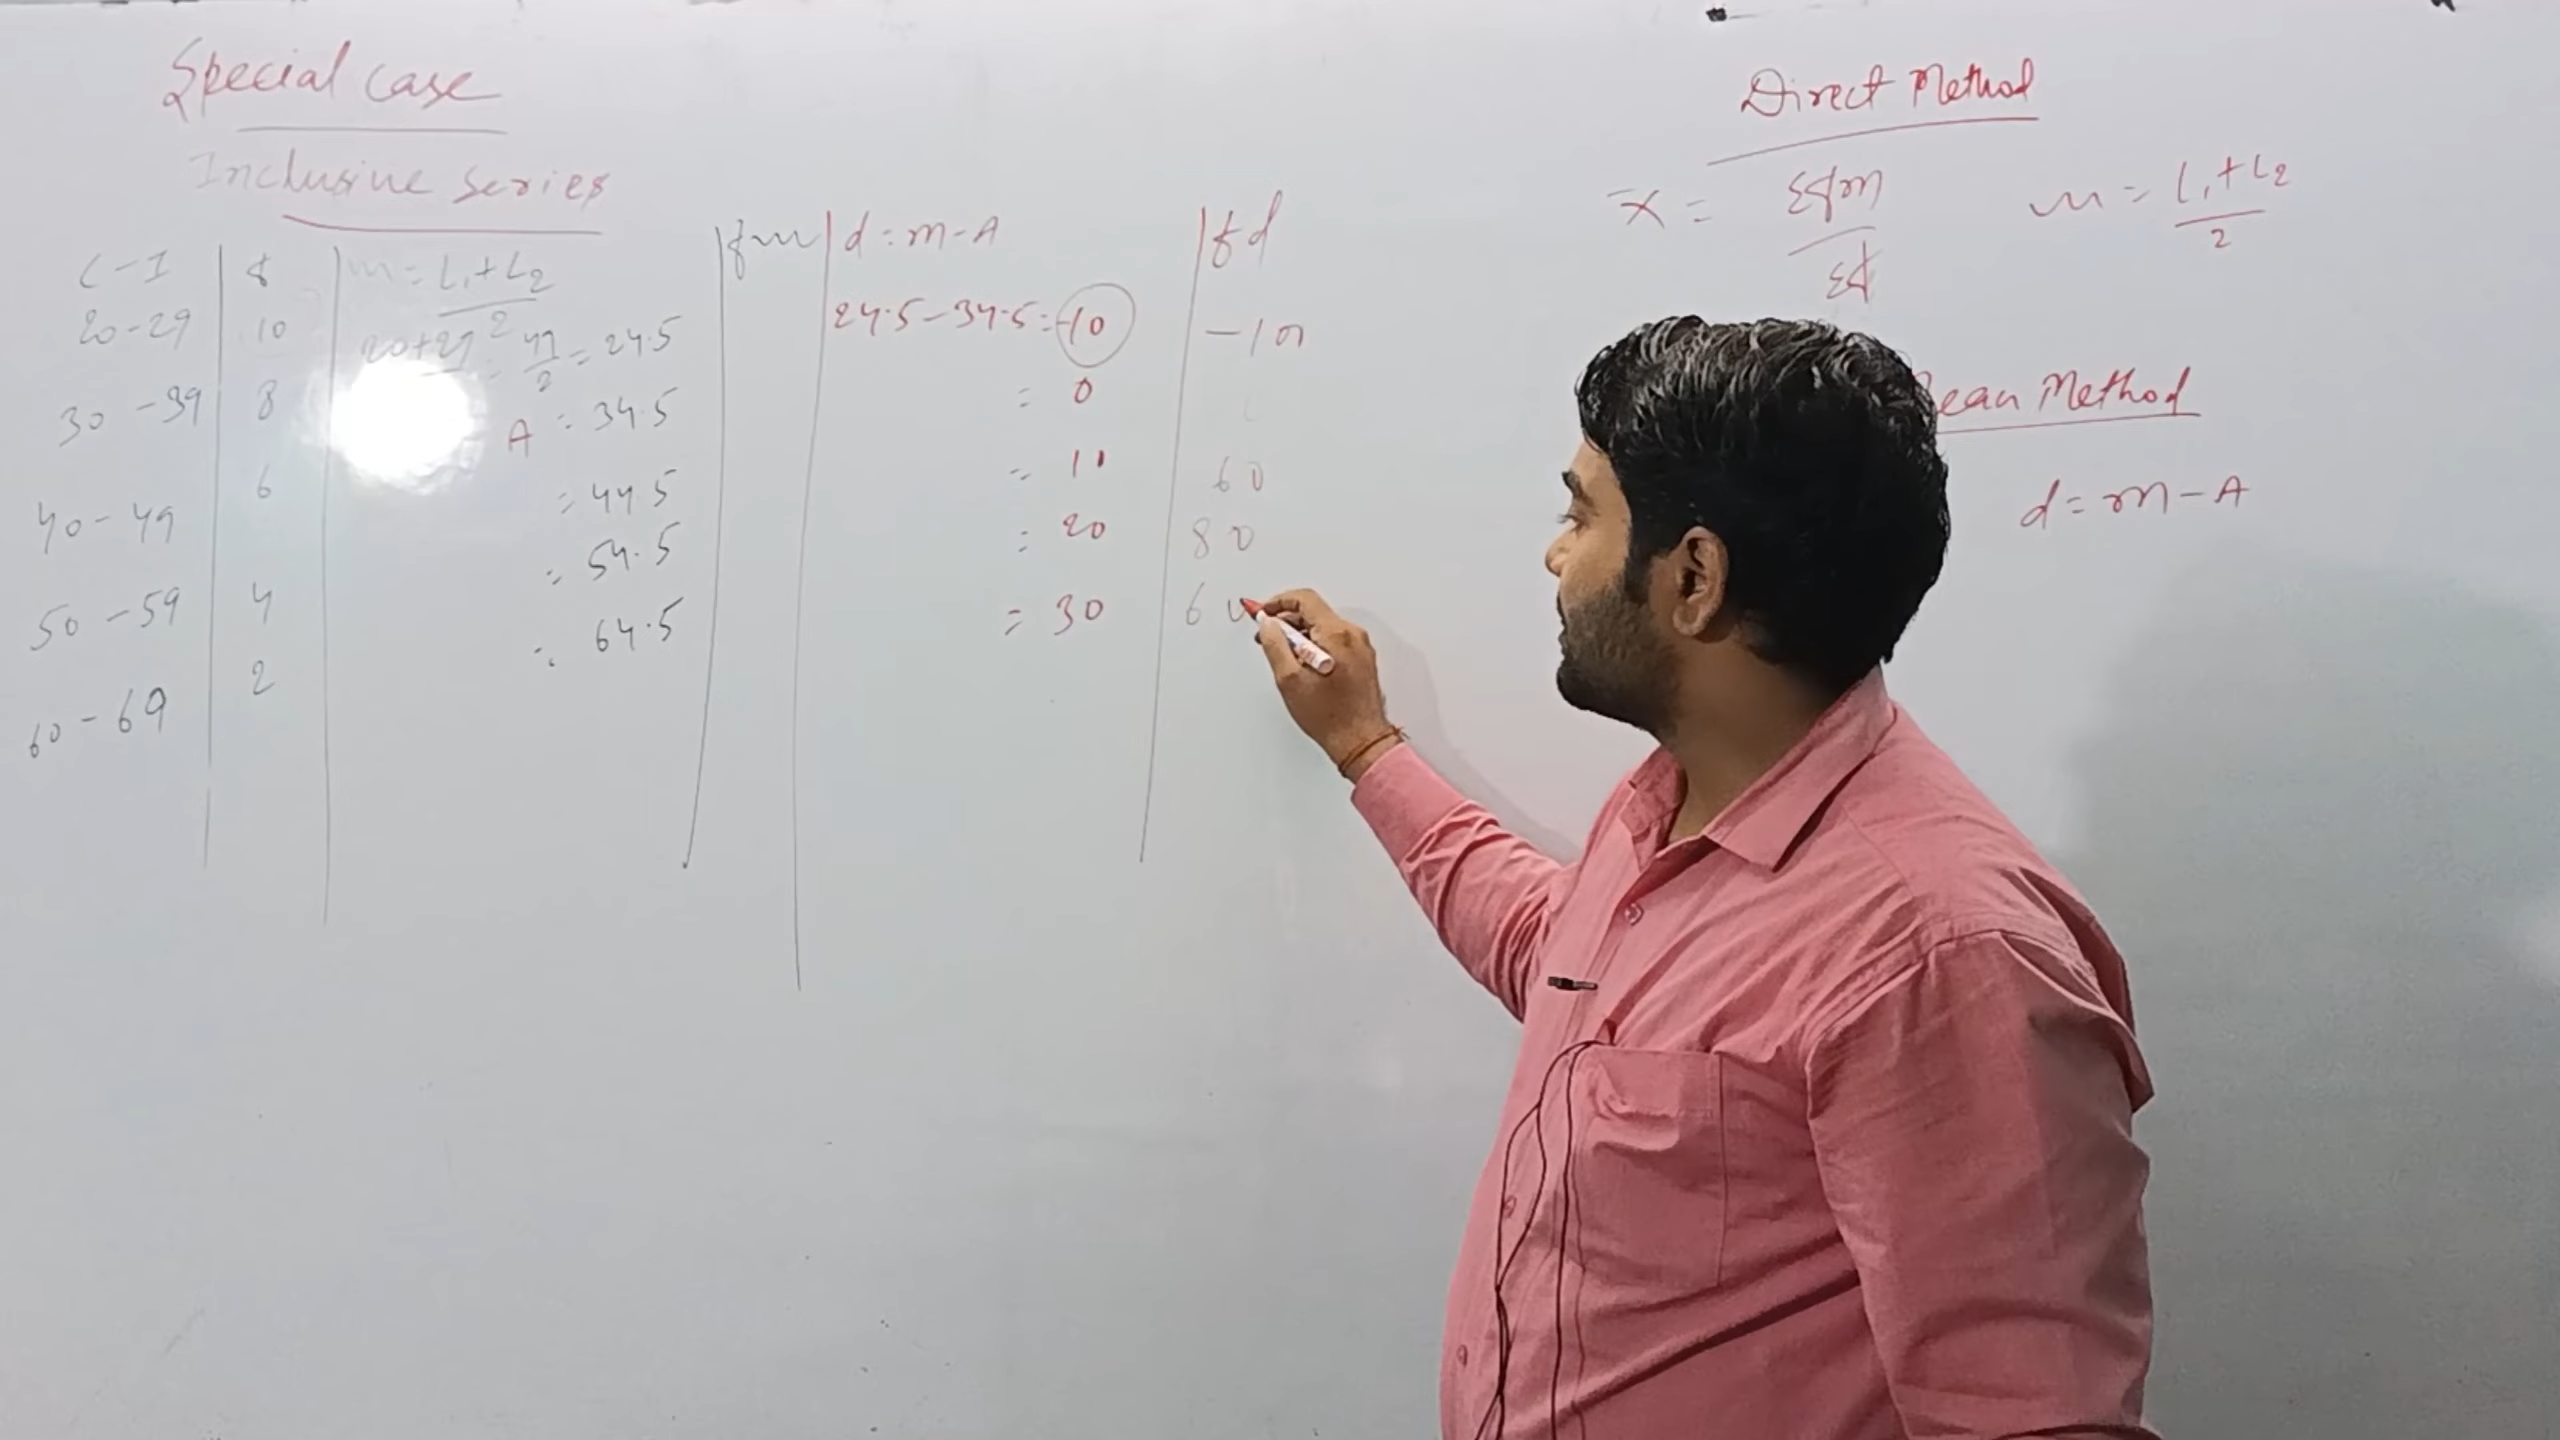 Special case
Inclusive series
C-I f m = L1+L2 / 2 fm d = m-A fd
20-29 10 20+29 = 49/2 = 24.5 24.5-34.5=-10
30-39 8 A = 34.5 = 0
40-49 6 = 44.5 = 10 60
50-59 4 = 54.5 = 20 80
60-69 2 = 64.5 = 30 60
Direct Method
x̄ = Σfm / Σf m = L1+L2 / 2
ean Method
d = m-A